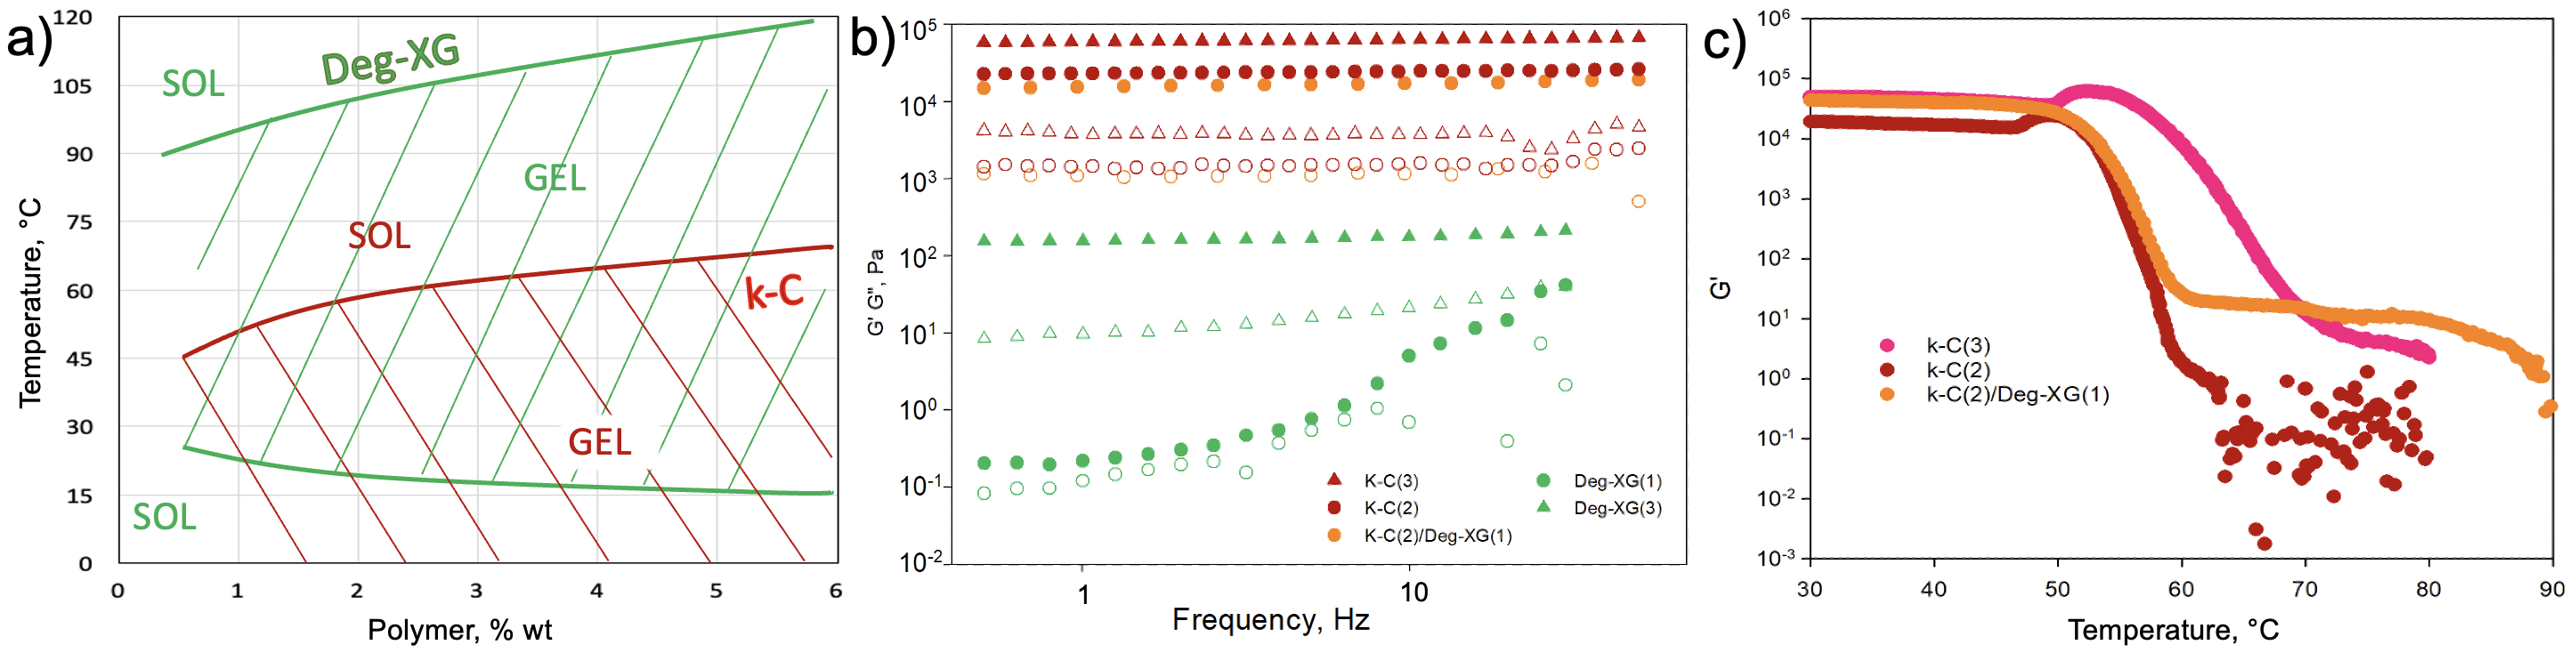 a)
120
105
90
75
60
45
30
15
0
Temperature, °C
SOL
Deg-XG
GEL
SOL
k-C
GEL
SOL
0 1 2 3 4 5 6
Polymer, % wt
b)
10^5
10^4
10^3
10^2
10^1
10^0
10^-1
10^-2
G' G", Pa
K-C(3)
K-C(2)
K-C(2)/Deg-XG(1)
Deg-XG(1)
Deg-XG(3)
1 10
Frequency, Hz
c)
10^6
10^5
10^4
10^3
10^2
10^1
10^0
10^-1
10^-2
10^-3
G'
k-C(3)
k-C(2)
k-C(2)/Deg-XG(1)
30 40 50 60 70 80 90
Temperature, °C